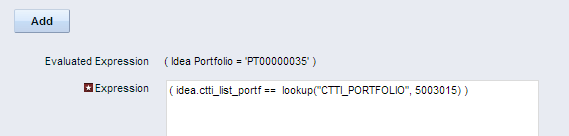 Add
Evaluated Expression ( Idea Portfolio = 'PT00000035' )
Expression ( idea.ctti_list_portf == lookup("CTTI_PORTFOLIO", 5003015) )